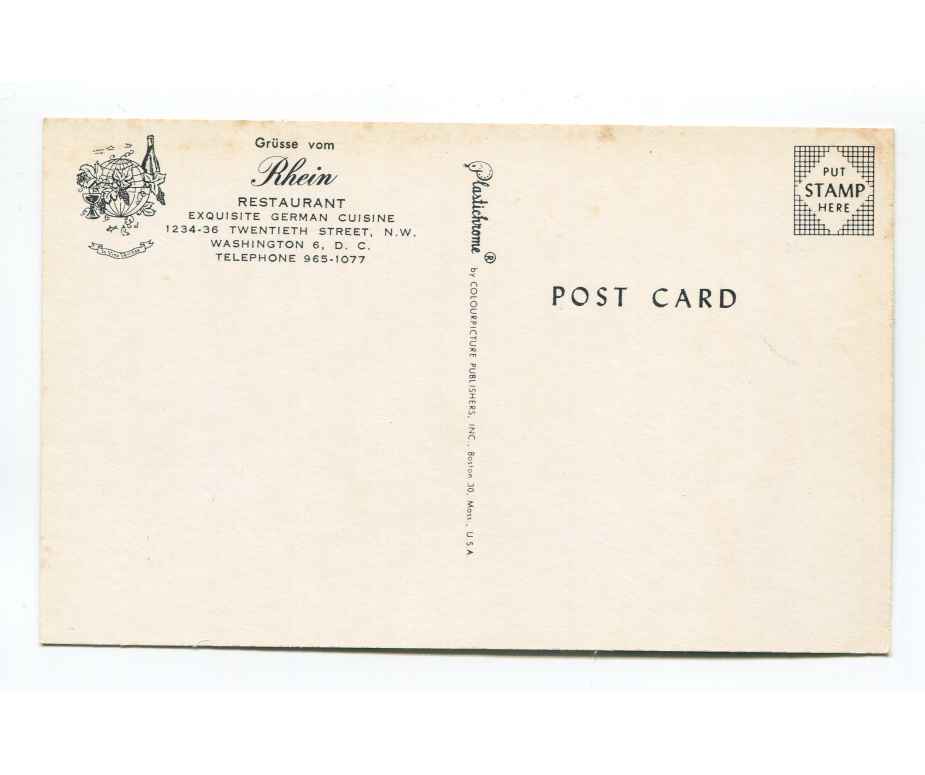 Grüsse vom
Rhein
RESTAURANT
EXQUISITE GERMAN CUISINE
1234-36 TWENTIETH STREET, N.W.
WASHINGTON 6, D. C.
TELEPHONE 965-1077
Plastichrome ®
by COLOURPICTURE PUBLISHERS, INC., Boston 30, Mass., U.S.A.
PUT
STAMP
HERE
POST CARD